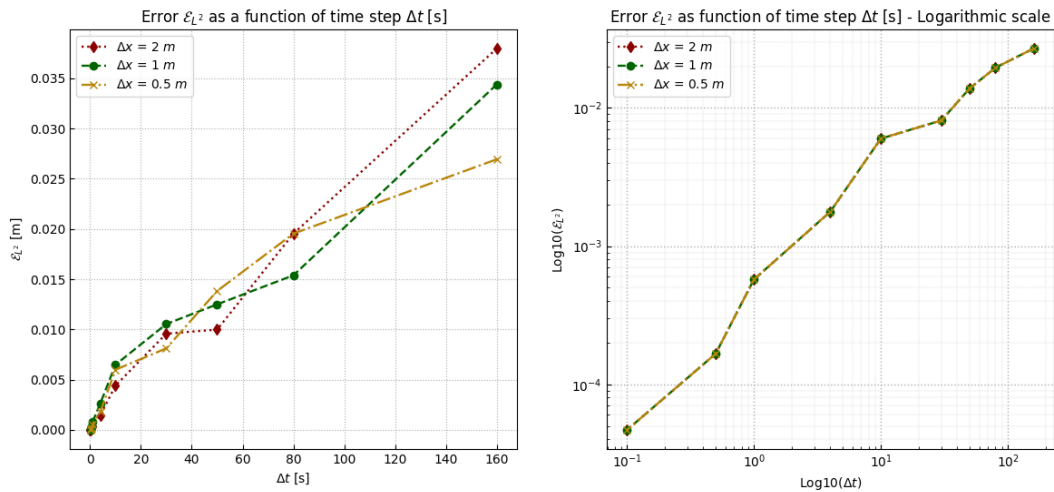 Error ℰ_{L²} as a function of time step Δt [s]
Δx = 2 m
Δx = 1 m
Δx = 0.5 m
0.035
0.030
0.025
0.020
0.015
0.010
0.005
0.000
ℰ_{L²} [m]
0 20 40 60 80 100 120 140 160
Δt [s]
Error ℰ_{L²} as function of time step Δt [s] - Logarithmic scale
Δx = 2 m
Δx = 1 m
Δx = 0.5 m
10⁻²
10⁻³
10⁻⁴
Log10(ℰ_{L²})
10⁻¹ 10⁰ 10¹ 10²
Log10(Δt)